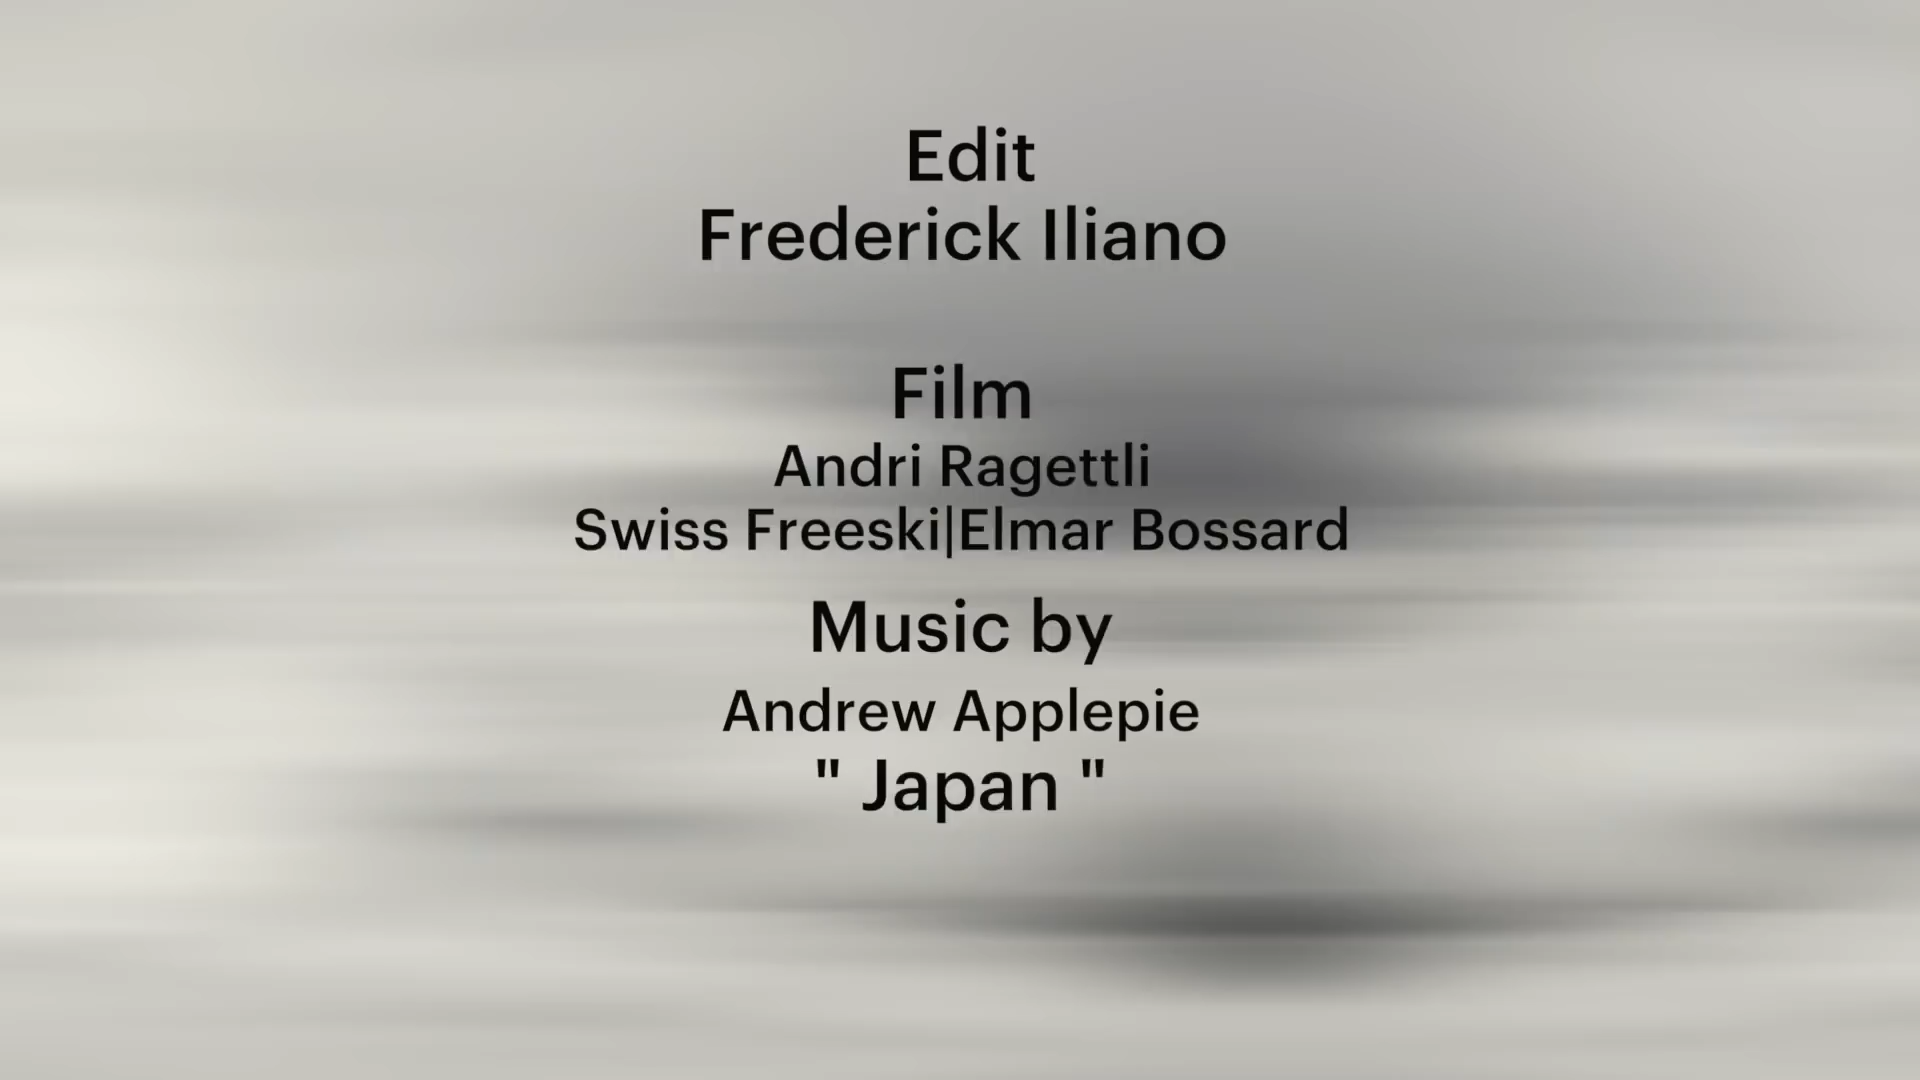 Edit
Frederick Iliano
Film
Andri Ragettli
Swiss Freeski|Elmar Bossard
Music by
Andrew Applepie
" Japan "